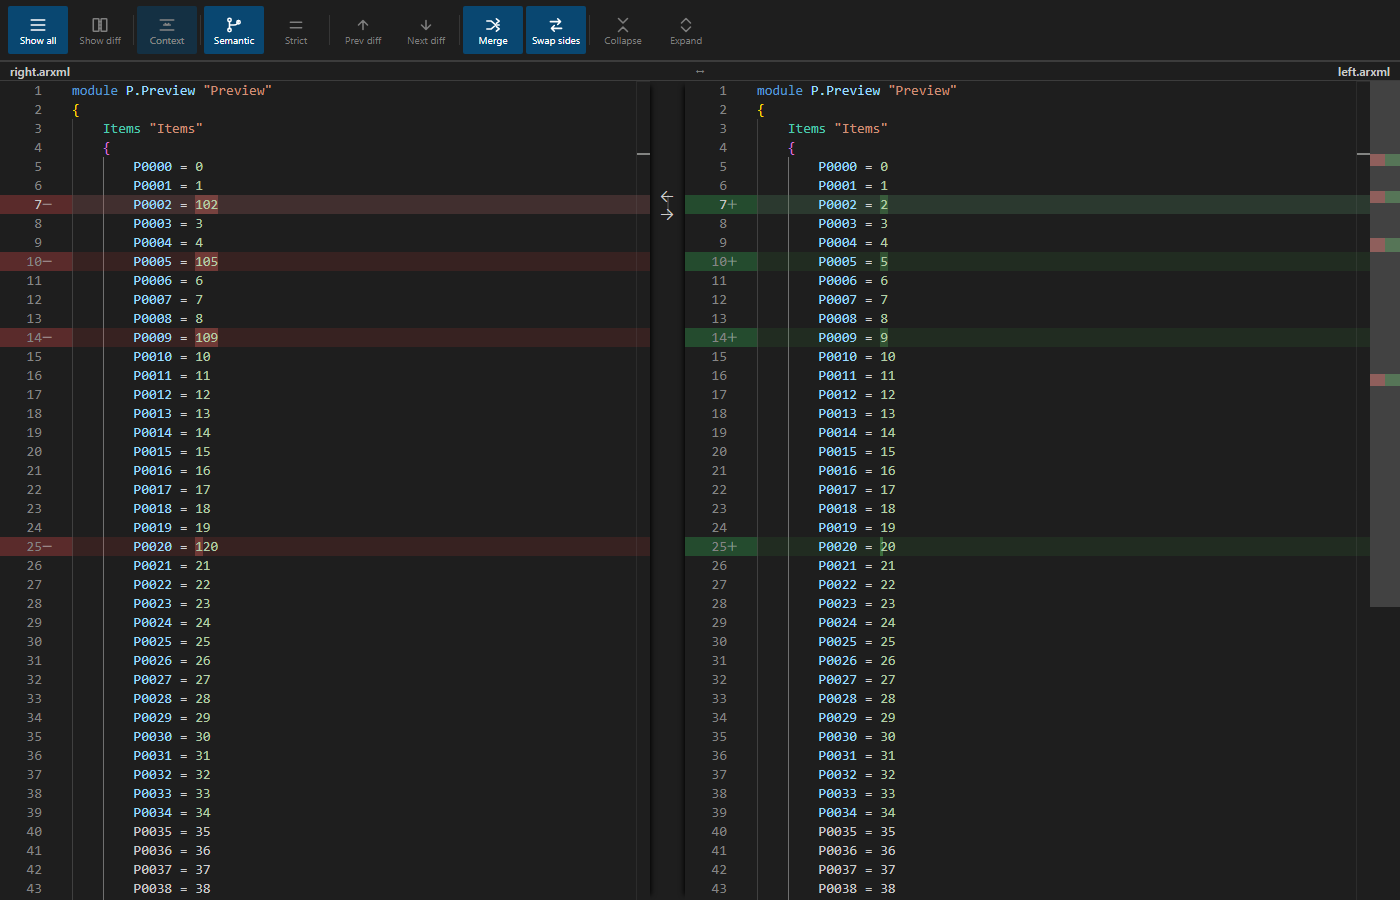 Show all Show diff Context Semantic Strict Prev diff Next diff Merge Swap sides Collapse Expand
right.arxml ↔ left.arxml
1 module P.Preview "Preview"
2 {
3 Items "Items"
4 {
5 P0000 = 0
6 P0001 = 1
7− P0002 = 102
8 P0003 = 3
9 P0004 = 4
10− P0005 = 105
11 P0006 = 6
12 P0007 = 7
13 P0008 = 8
14− P0009 = 109
15 P0010 = 10
16 P0011 = 11
17 P0012 = 12
18 P0013 = 13
19 P0014 = 14
20 P0015 = 15
21 P0016 = 16
22 P0017 = 17
23 P0018 = 18
24 P0019 = 19
25− P0020 = 120
26 P0021 = 21
27 P0022 = 22
28 P0023 = 23
29 P0024 = 24
30 P0025 = 25
31 P0026 = 26
32 P0027 = 27
33 P0028 = 28
34 P0029 = 29
35 P0030 = 30
36 P0031 = 31
37 P0032 = 32
38 P0033 = 33
39 P0034 = 34
40 P0035 = 35
41 P0036 = 36
42 P0037 = 37
43 P0038 = 38
1 module P.Preview "Preview"
2 {
3 Items "Items"
4 {
5 P0000 = 0
6 P0001 = 1
7+ P0002 = 2
8 P0003 = 3
9 P0004 = 4
10+ P0005 = 5
11 P0006 = 6
12 P0007 = 7
13 P0008 = 8
14+ P0009 = 9
15 P0010 = 10
16 P0011 = 11
17 P0012 = 12
18 P0013 = 13
19 P0014 = 14
20 P0015 = 15
21 P0016 = 16
22 P0017 = 17
23 P0018 = 18
24 P0019 = 19
25+ P0020 = 20
26 P0021 = 21
27 P0022 = 22
28 P0023 = 23
29 P0024 = 24
30 P0025 = 25
31 P0026 = 26
32 P0027 = 27
33 P0028 = 28
34 P0029 = 29
35 P0030 = 30
36 P0031 = 31
37 P0032 = 32
38 P0033 = 33
39 P0034 = 34
40 P0035 = 35
41 P0036 = 36
42 P0037 = 37
43 P0038 = 38